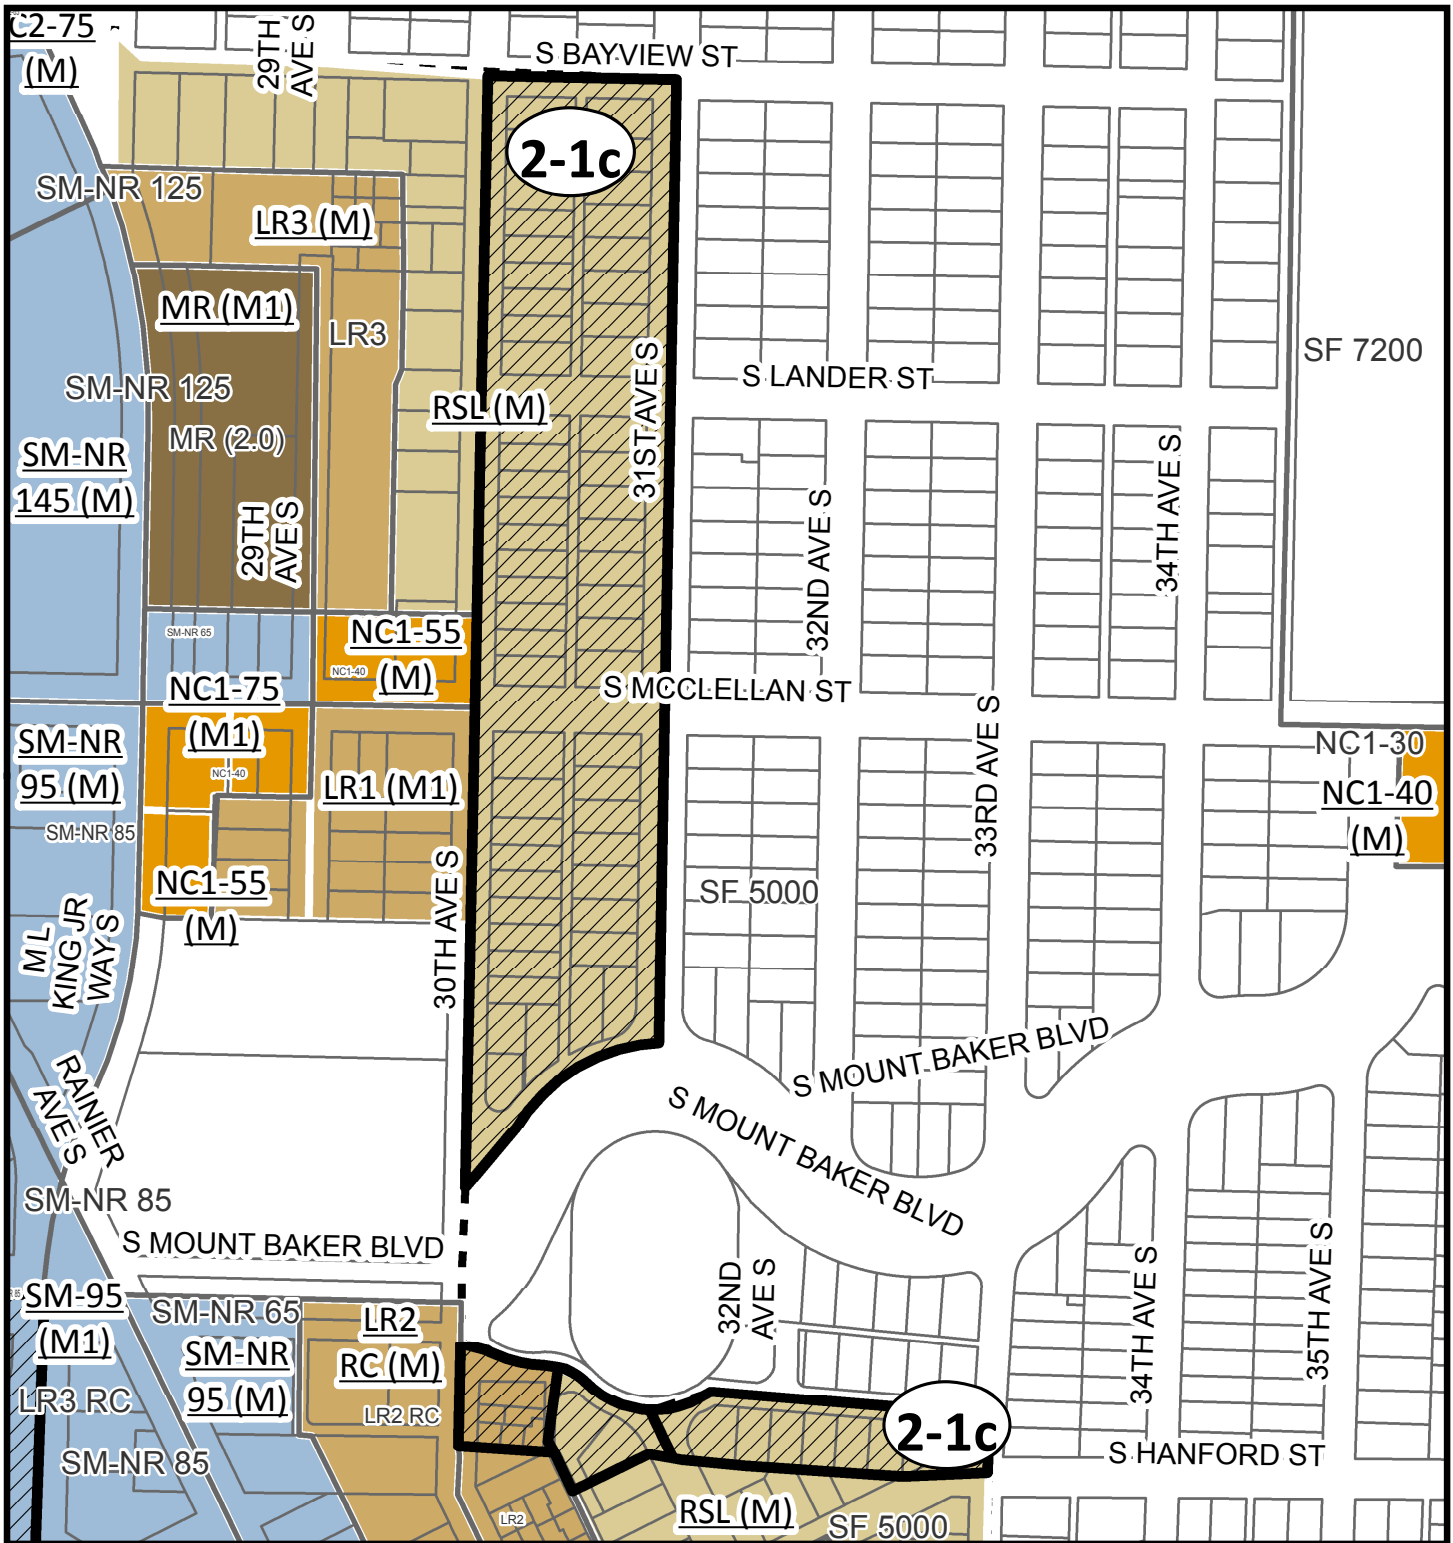 C2-75
(M)
29TH
AVE S
S BAYVIEW ST
2-1c
SM-NR 125
LR3 (M)
MR (M1)
LR3
SM-NR 125
MR (2.0)
RSL (M)
31ST AVE S
S LANDER ST
SF 7200
SM-NR
145 (M)
29TH
AVE S
32ND AVE S
34TH AVE S
SM-NR 65
NC1-55
(M)
NC1-40
NC1-75
(M1)
S MCCLELLAN ST
SM-NR
95 (M)
NC1-40
LR1 (M1)
33RD AVE S
NC1-30
NC1-40
(M)
SM-NR 85
NC1-55
(M)
SF 5000
30TH AVE S
M L
KING JR
WAY S
S MOUNT BAKER BLVD
RAINIER
AVE S
S MOUNT BAKER BLVD
SM-NR 85
S MOUNT BAKER BLVD
32ND
AVE S
34TH AVE S
35TH AVE S
SM-95
(M1)
SM-NR 65
LR2
RC (M)
SM-NR
95 (M)
LR3 RC
LR2 RC
2-1c
S HANFORD ST
SM-NR 85
LR2
RSL (M)
SF 5000